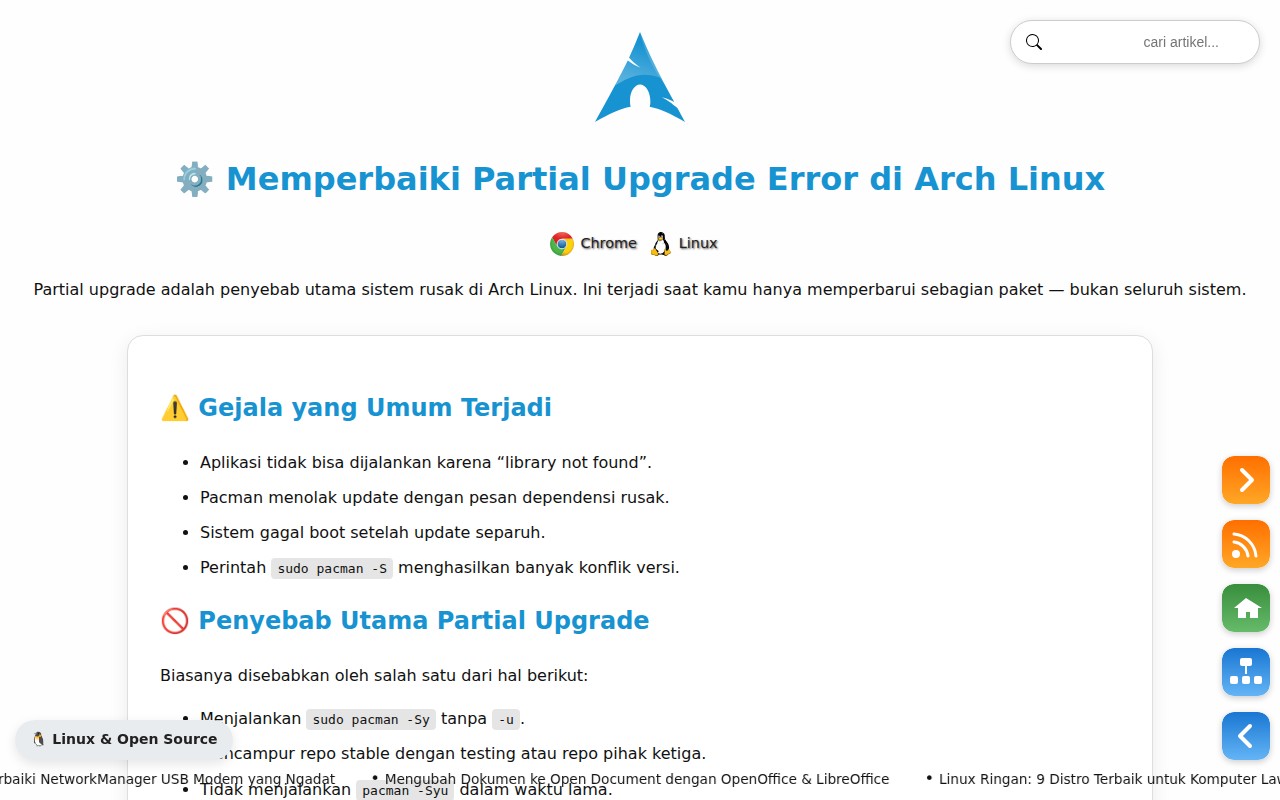 cari artikel...
⚙️ Memperbaiki Partial Upgrade Error di Arch Linux
Chrome Linux
Partial upgrade adalah penyebab utama sistem rusak di Arch Linux. Ini terjadi saat kamu hanya memperbarui sebagian paket — bukan seluruh sistem.
⚠️ Gejala yang Umum Terjadi
• Aplikasi tidak bisa dijalankan karena “library not found”.
• Pacman menolak update dengan pesan dependensi rusak.
• Sistem gagal boot setelah update separuh.
• Perintah sudo pacman -S menghasilkan banyak konflik versi.
🚫 Penyebab Utama Partial Upgrade
Biasanya disebabkan oleh salah satu dari hal berikut:
• Menjalankan sudo pacman -Sy tanpa -u.
ncampur repo stable dengan testing atau repo pihak ketiga.
🐧 Linux & Open Source
• Tidak menjalankan pacman -Syu dalam waktu lama.
rbaiki NetworkManager USB Modem yang Ngadat • Mengubah Dokumen ke Open Document dengan OpenOffice & LibreOffice • Linux Ringan: 9 Distro Terbaik untuk Komputer Law